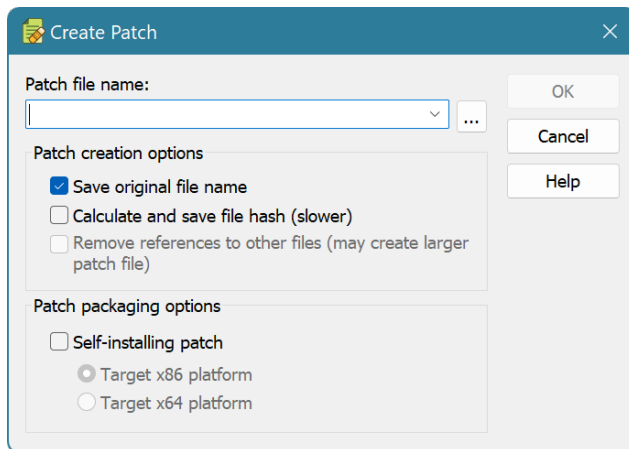 Create Patch
Patch file name:
...
OK
Cancel
Help
Patch creation options
Save original file name
Calculate and save file hash (slower)
Remove references to other files (may create larger
patch file)
Patch packaging options
Self-installing patch
Target x86 platform
Target x64 platform